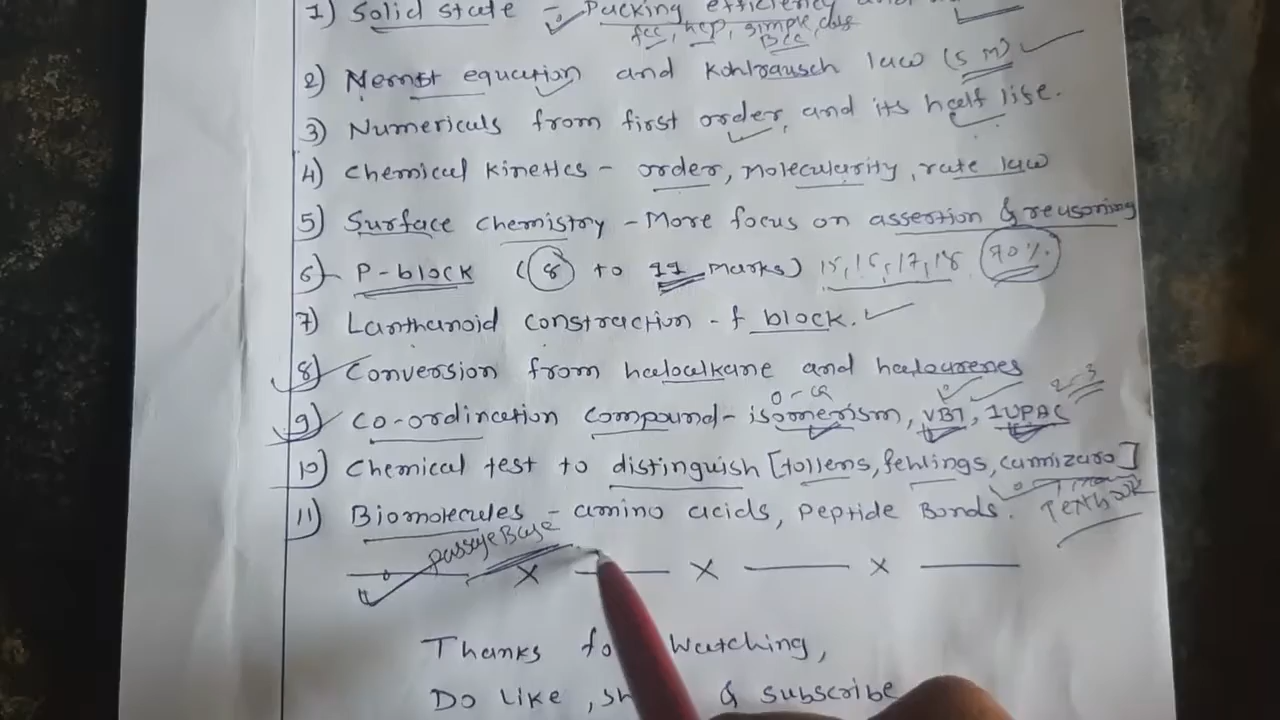 1) Solid state - Packing efficiency and
fcc, hcp, simple,
BCC
2) Nernst equation and Kohlrausch law (5 m)
3) Numericals from first order, and its half life.
4) Chemical kinetics - order, Molecularity, rate law
5) Surface chemistry - More focus on assertion & reasoning
6) P-block (8 to 11 Marks) 15, 16, 17, 18 70%.
7) Lanthanoid constraction - f block.
8) Conversion from haloalkane and haloarenes
9) Co-ordination compound - isomerism, VBT, IUPAC 2-3
10) Chemical test to distinguish [tollens, fehlings, cannizaro]
11) Biomolecules - amino acids, Peptide Bonds. Textbook
Passage Base
x x x
Thanks fo Watching,
Do Like, sh & subscribe